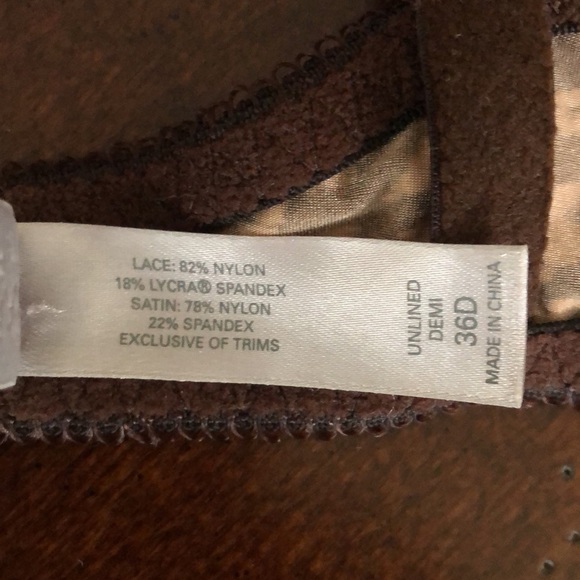 LACE: 82% NYLON
18% LYCRA® SPANDEX
SATIN: 78% NYLON
22% SPANDEX
EXCLUSIVE OF TRIMS
UNLINED
DEMI
36D
MADE IN CHINA